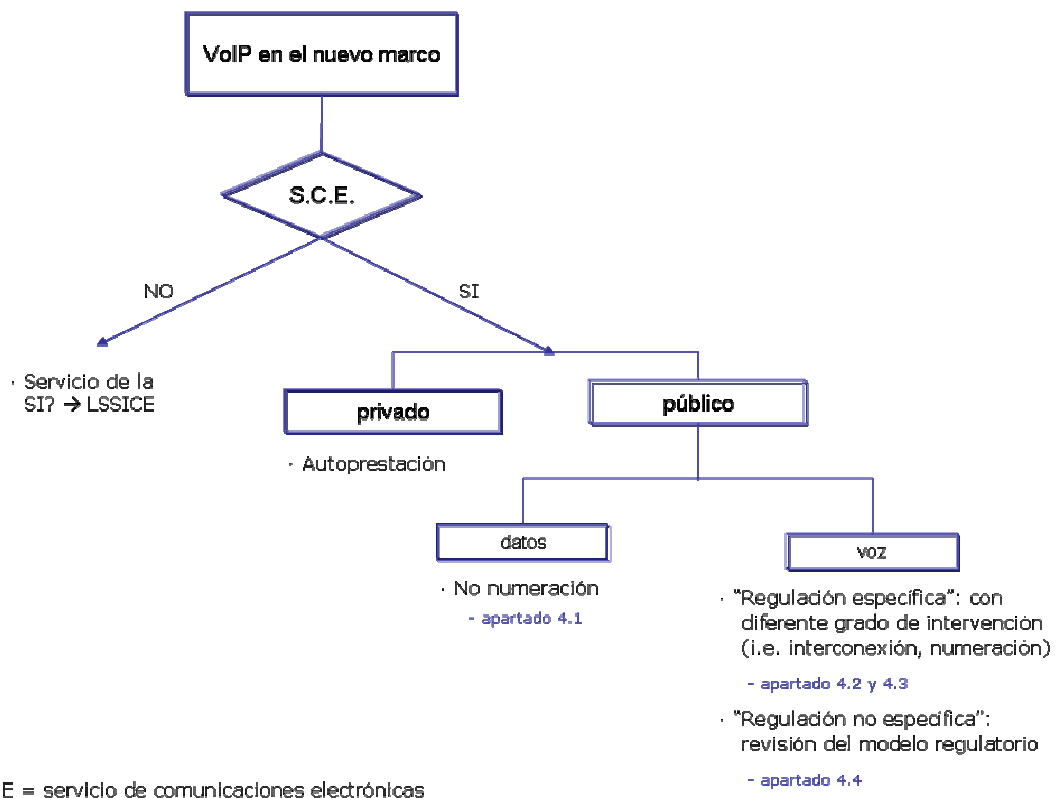 VoIP en el nuevo marco
S.C.E.
NO
SI
· Servicio de la
SI? → LSSICE
privado
público
· Autoprestación
datos
voz
· No numeración
- apartado 4.1
· "Regulación específica": con
diferente grado de intervención
(i.e. interconexión, numeración)
- apartado 4.2 y 4.3
· "Regulación no específica":
revisión del modelo regulatorio
- apartado 4.4
E = servicio de comunicaciones electrónicas